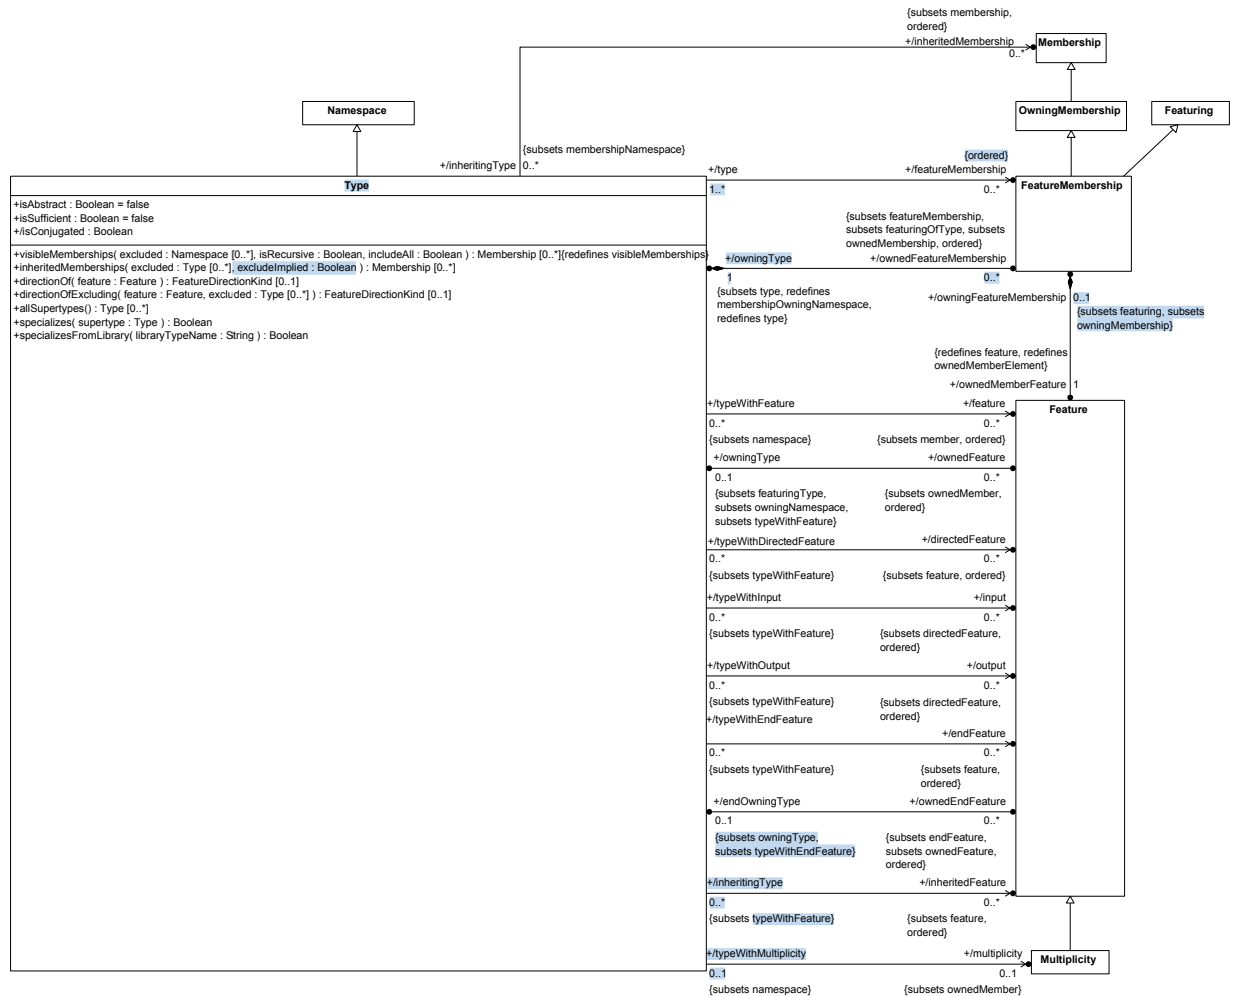 {subsets membership,
ordered}
+/inheritedMembership
0..*
Membership
Namespace
OwningMembership
Featuring
{subsets membershipNamespace}
+/inheritingType
0..*
Type
+isAbstract : Boolean = false
+isSufficient : Boolean = false
+/isConjugated : Boolean
+visibleMemberships( excluded : Namespace [0..*], isRecursive : Boolean, includeAll : Boolean ) : Membership [0..*]{redefines visibleMemberships}
+inheritedMemberships( excluded : Type [0..*], excludeImplied : Boolean ) : Membership [0..*]
+directionOf( feature : Feature ) : FeatureDirectionKind [0..1]
+directionOfExcluding( feature : Feature, excluded : Type [0..*] ) : FeatureDirectionKind [0..1]
+allSupertypes() : Type [0..*]
+specializes( supertype : Type ) : Boolean
+specializesFromLibrary( libraryTypeName : String ) : Boolean
{ordered}
+/type
+/featureMembership
1..*
0..*
FeatureMembership
{subsets featureMembership,
subsets featuringOfType, subsets
ownedMembership, ordered}
+/owningType
+/ownedFeatureMembership
1
0..*
{subsets type, redefines
membershipOwningNamespace,
redefines type}
+/owningFeatureMembership
0..1
{subsets featuring, subsets
owningMembership}
{redefines feature, redefines
ownedMemberElement}
+/ownedMemberFeature
1
Feature
+/typeWithFeature
+/feature
0..*
0..*
{subsets namespace}
{subsets member, ordered}
+/owningType
+/ownedFeature
0..1
0..*
{subsets featuringType,
subsets owningNamespace,
subsets typeWithFeature}
{subsets ownedMember,
ordered}
+/typeWithDirectedFeature
+/directedFeature
0..*
0..*
{subsets typeWithFeature}
{subsets feature, ordered}
+/typeWithInput
+/input
0..*
0..*
{subsets typeWithFeature}
{subsets directedFeature,
ordered}
+/typeWithOutput
+/output
0..*
0..*
{subsets typeWithFeature}
{subsets directedFeature,
ordered}
+/typeWithEndFeature
+/endFeature
0..*
0..*
{subsets typeWithFeature}
{subsets feature,
ordered}
+/endOwningType
+/ownedEndFeature
0..1
0..*
{subsets owningType,
subsets typeWithEndFeature}
{subsets endFeature,
subsets ownedFeature,
ordered}
+/inheritingType
+/inheritedFeature
0..*
0..*
{subsets typeWithFeature}
{subsets feature,
ordered}
+/typeWithMultiplicity
+/multiplicity
0..1
0..1
Multiplicity
{subsets namespace}
{subsets ownedMember}